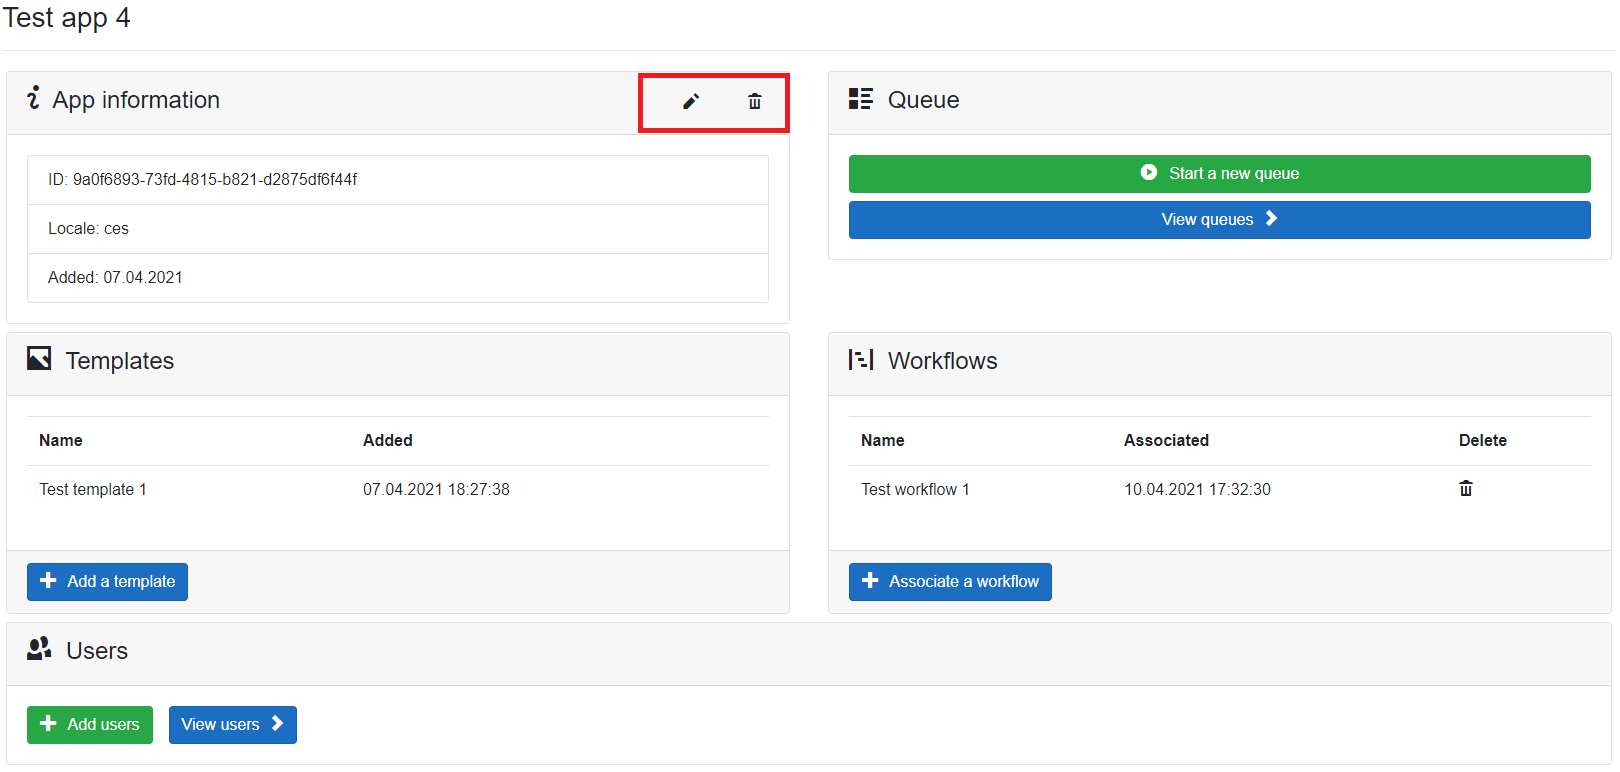 Test app 4
App information
ID: 9a0f6893-73fd-4815-b821-d2875df6f44f
Locale: ces
Added: 07.04.2021
Queue
Start a new queue
View queues
Templates
Name Added
Test template 1 07.04.2021 18:27:38
Add a template
Workflows
Name Associated Delete
Test workflow 1 10.04.2021 17:32:30
Associate a workflow
Users
Add users
View users